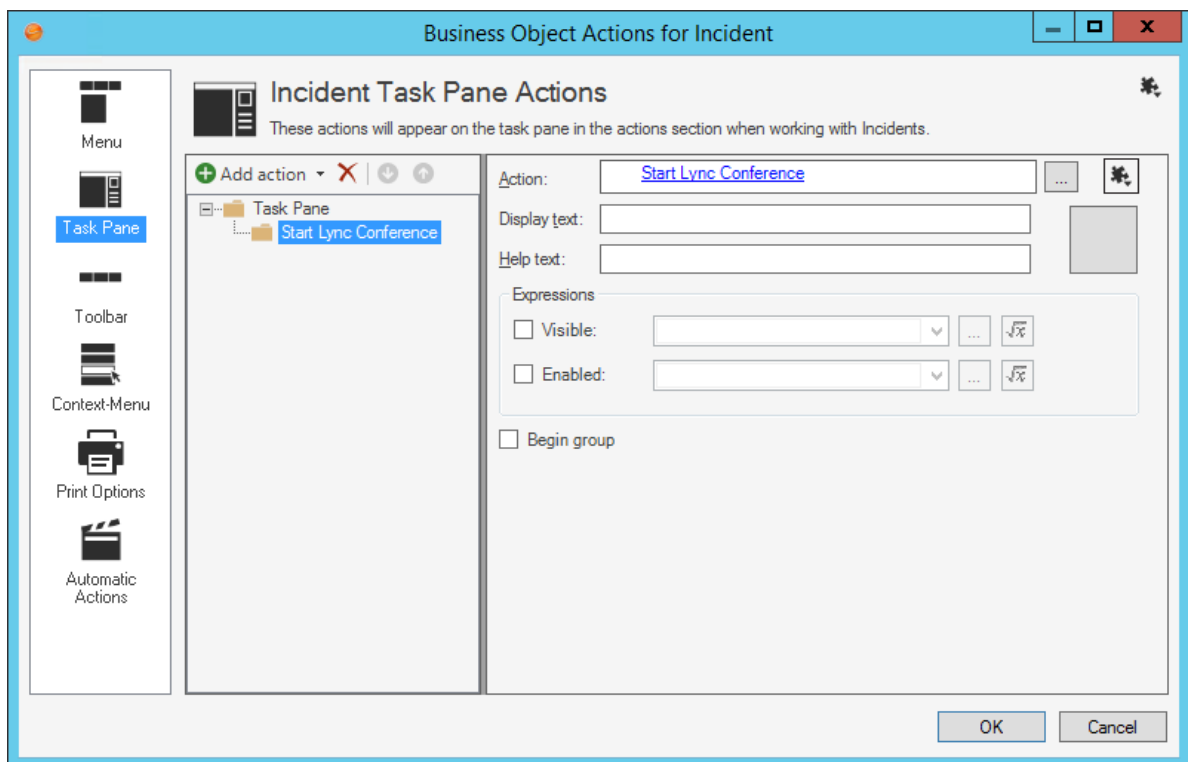 Business Object Actions for Incident
Menu
Task Pane
Toolbar
Context-Menu
Print Options
Automatic
Actions
Incident Task Pane Actions
These actions will appear on the task pane in the actions section when working with Incidents.
Add action
Task Pane
Start Lync Conference
Action: Start Lync Conference ...
Display text:
Help text:
Expressions
Visible: ... √x
Enabled: ... √x
Begin group
OK Cancel